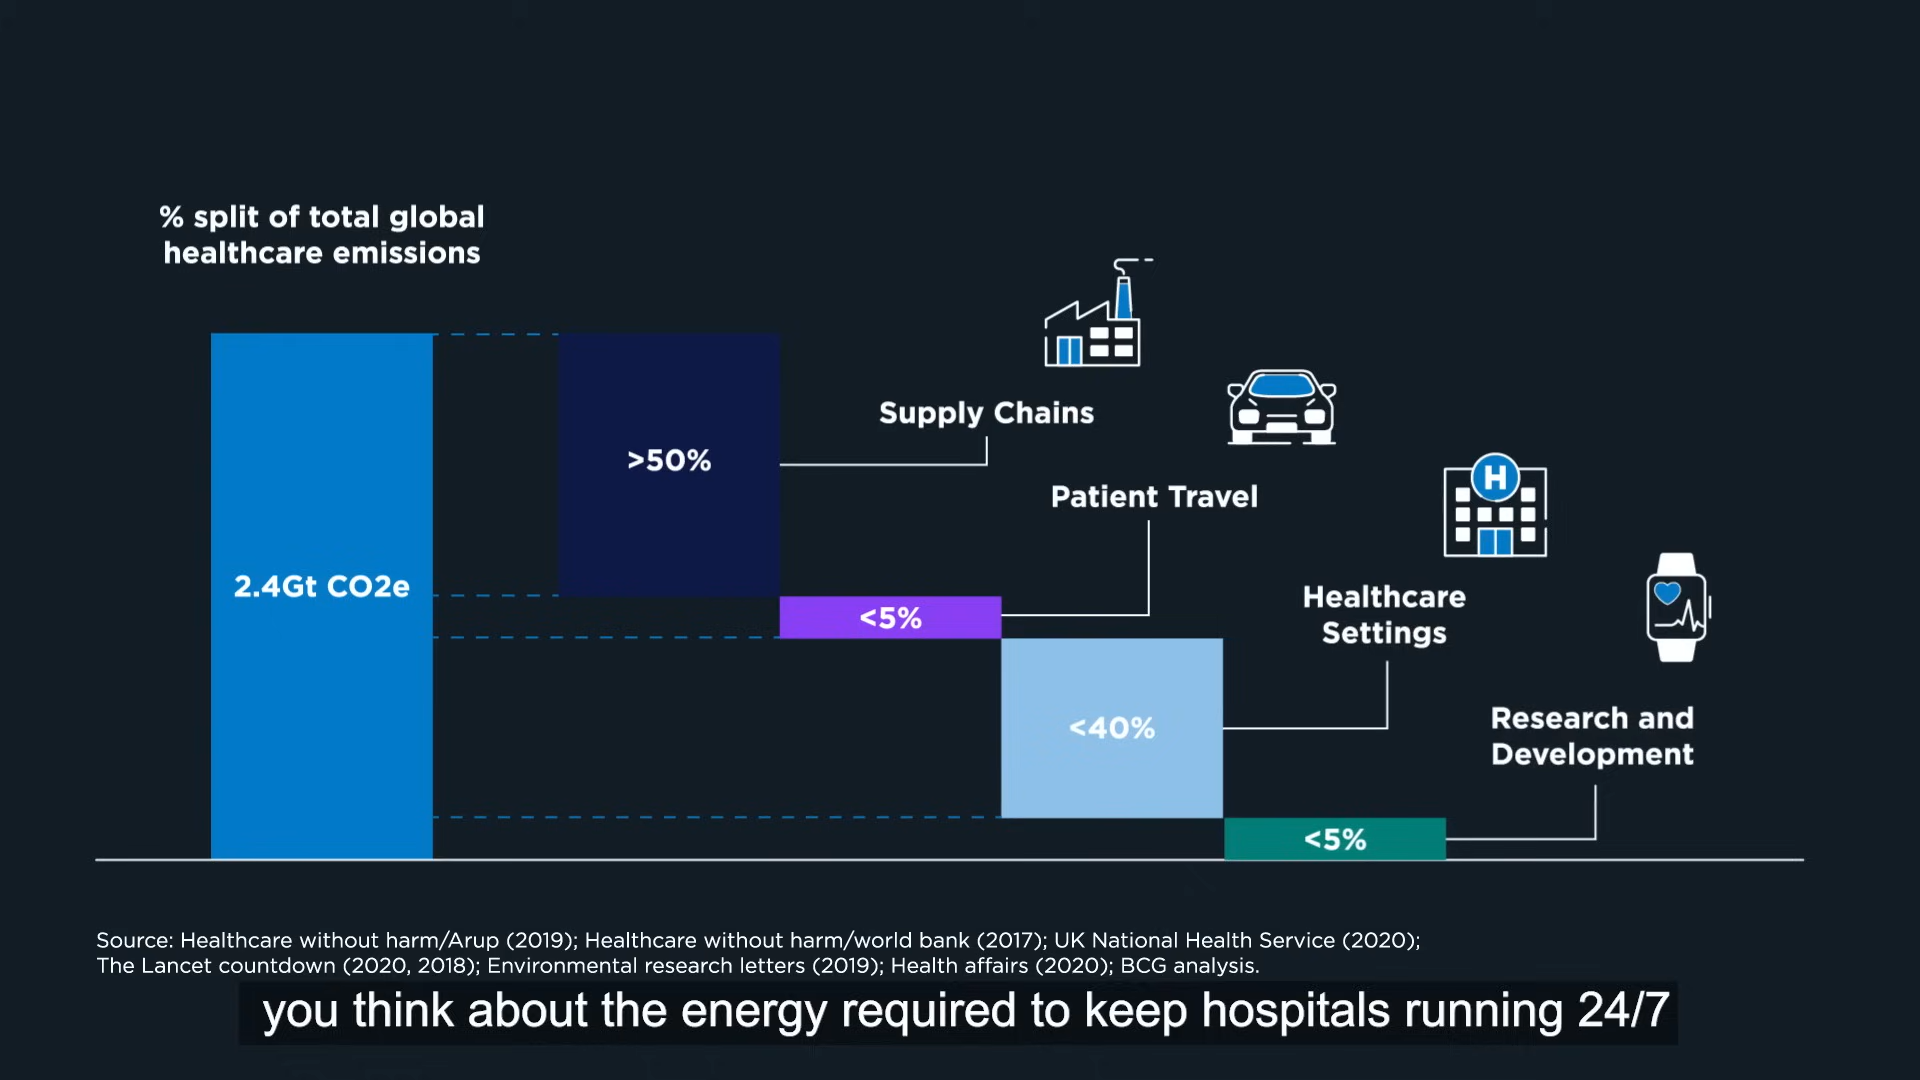 % split of total global
healthcare emissions
Supply Chains
>50%
Patient Travel
H
2.4Gt CO2e
<5%
Healthcare
Settings
<40%
Research and
Development
<5%
Source: Healthcare without harm/Arup (2019); Healthcare without harm/world bank (2017); UK National Health Service (2020);
The Lancet countdown (2020, 2018); Environmental research letters (2019); Health affairs (2020); BCG analysis.
you think about the energy required to keep hospitals running 24/7